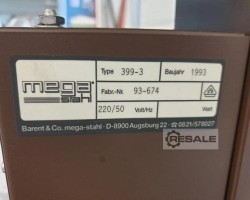 mega
stahl
Type 399-3 Baujahr 1993
Fabr.-Nr. 93-674
220/50 Volt/Hz Watt
Barent & Co. mega-stahl · D-8900 Augsburg 22 · ☎ 0821/578027
RESALE